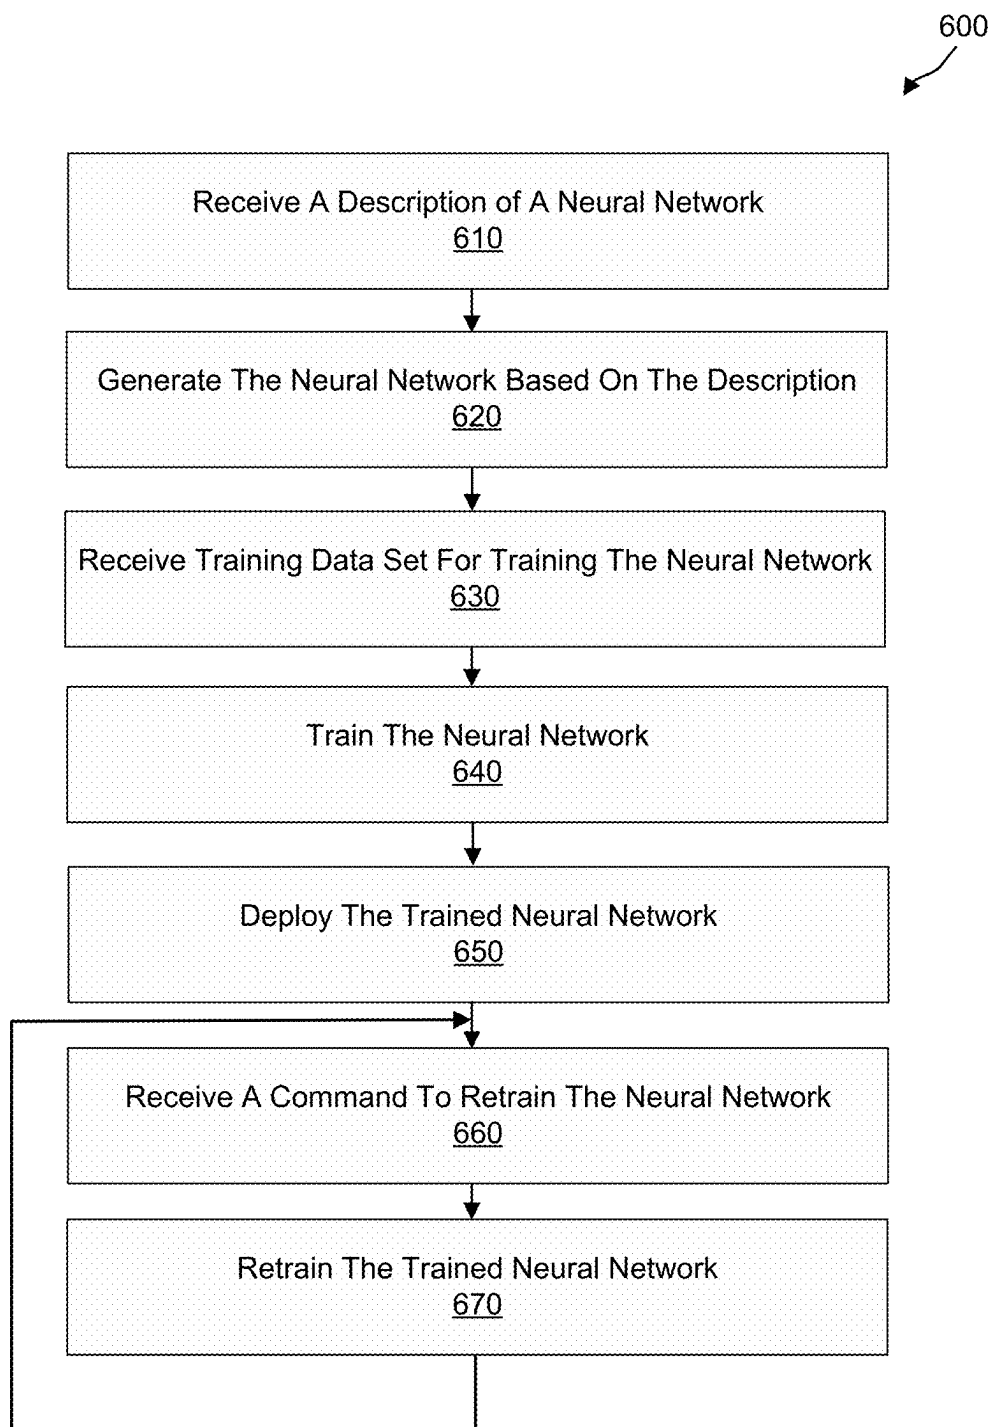 600
Receive A Description of A Neural Network
610
Generate The Neural Network Based On The Description
620
Receive Training Data Set For Training The Neural Network
630
Train The Neural Network
640
Deploy The Trained Neural Network
650
Receive A Command To Retrain The Neural Network
660
Retrain The Trained Neural Network
670